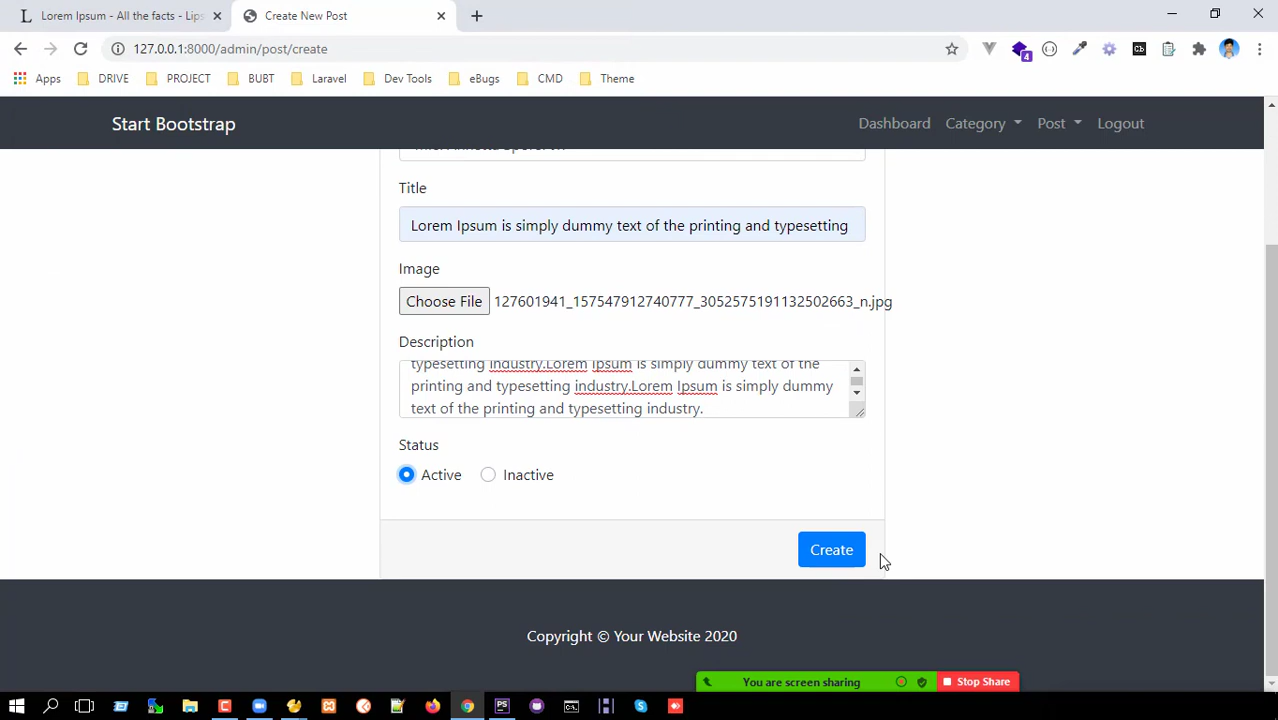 Lorem Ipsum - All the facts - Lips
Create New Post
127.0.0.1:8000/admin/post/create
4
Cb
Apps DRIVE PROJECT BUBT Laravel Dev Tools eBugs CMD Theme
Start Bootstrap Dashboard Category Post Logout
Title
Lorem Ipsum is simply dummy text of the printing and typesetting
Image
Choose File 127601941_157547912740777_3052575191132502663_n.jpg
Description
typesetting industry.Lorem Ipsum is simply dummy text of the
printing and typesetting industry.Lorem Ipsum is simply dummy
text of the printing and typesetting industry.
Status
Active Inactive
Create
Copyright © Your Website 2020
You are screen sharing Stop Share